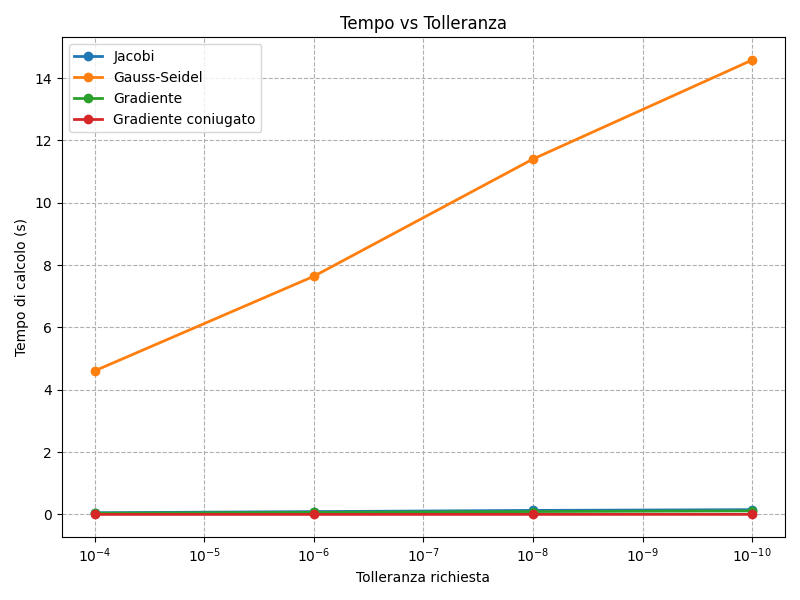 Tempo vs Tolleranza
Jacobi
Gauss-Seidel
Gradiente
Gradiente coniugato
Tempo di calcolo (s)
14
12
10
8
6
4
2
0
10⁻⁴ 10⁻⁵ 10⁻⁶ 10⁻⁷ 10⁻⁸ 10⁻⁹ 10⁻¹⁰
Tolleranza richiesta